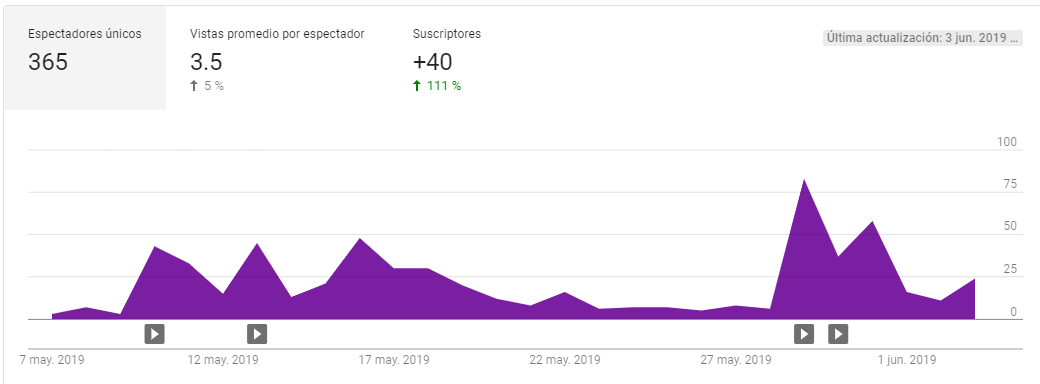 Espectadores únicos
365
Vistas promedio por espectador
3.5
5 %
Suscriptores
+40
111 %
Última actualización: 3 jun. 2019 ...
100
75
50
25
0
7 may. 2019
12 may. 2019
17 may. 2019
22 may. 2019
27 may. 2019
1 jun. 2019